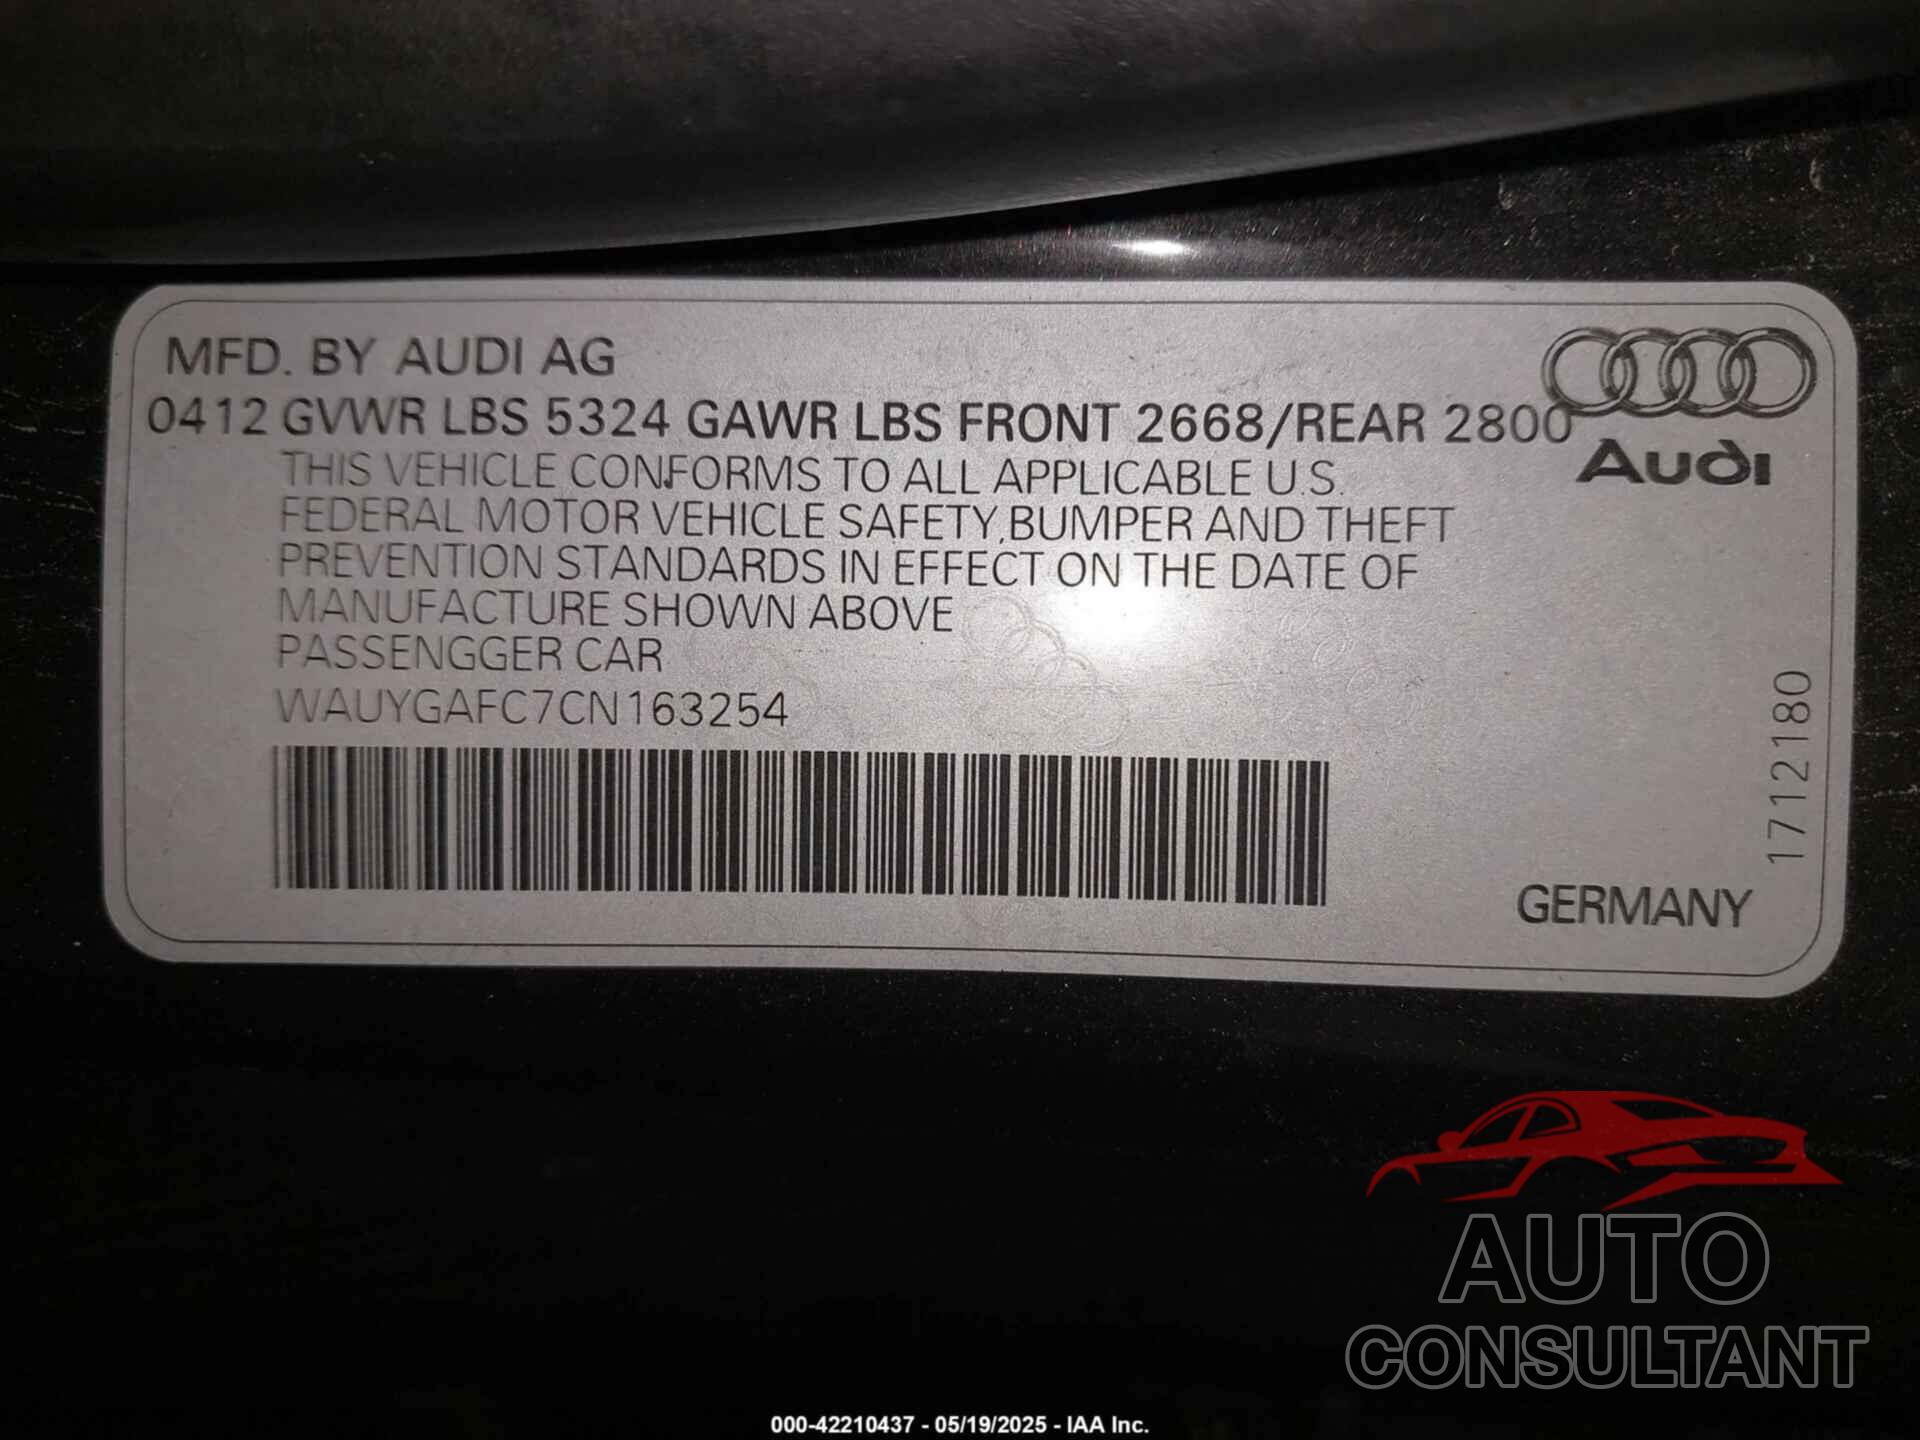 MFD. BY AUDI AG
0412 GVWR LBS 5324 GAWR LBS FRONT 2668/REAR 2800
Audi
THIS VEHICLE CONFORMS TO ALL APPLICABLE U.S.
FEDERAL MOTOR VEHICLE SAFETY,BUMPER AND THEFT
PREVENTION STANDARDS IN EFFECT ON THE DATE OF
MANUFACTURE SHOWN ABOVE
PASSENGGER CAR
WAUYGAFC7CN163254
1712180
GERMANY
AUTO
CONSULTANT
000-42210437 - 05/19/2025 - IAA Inc.